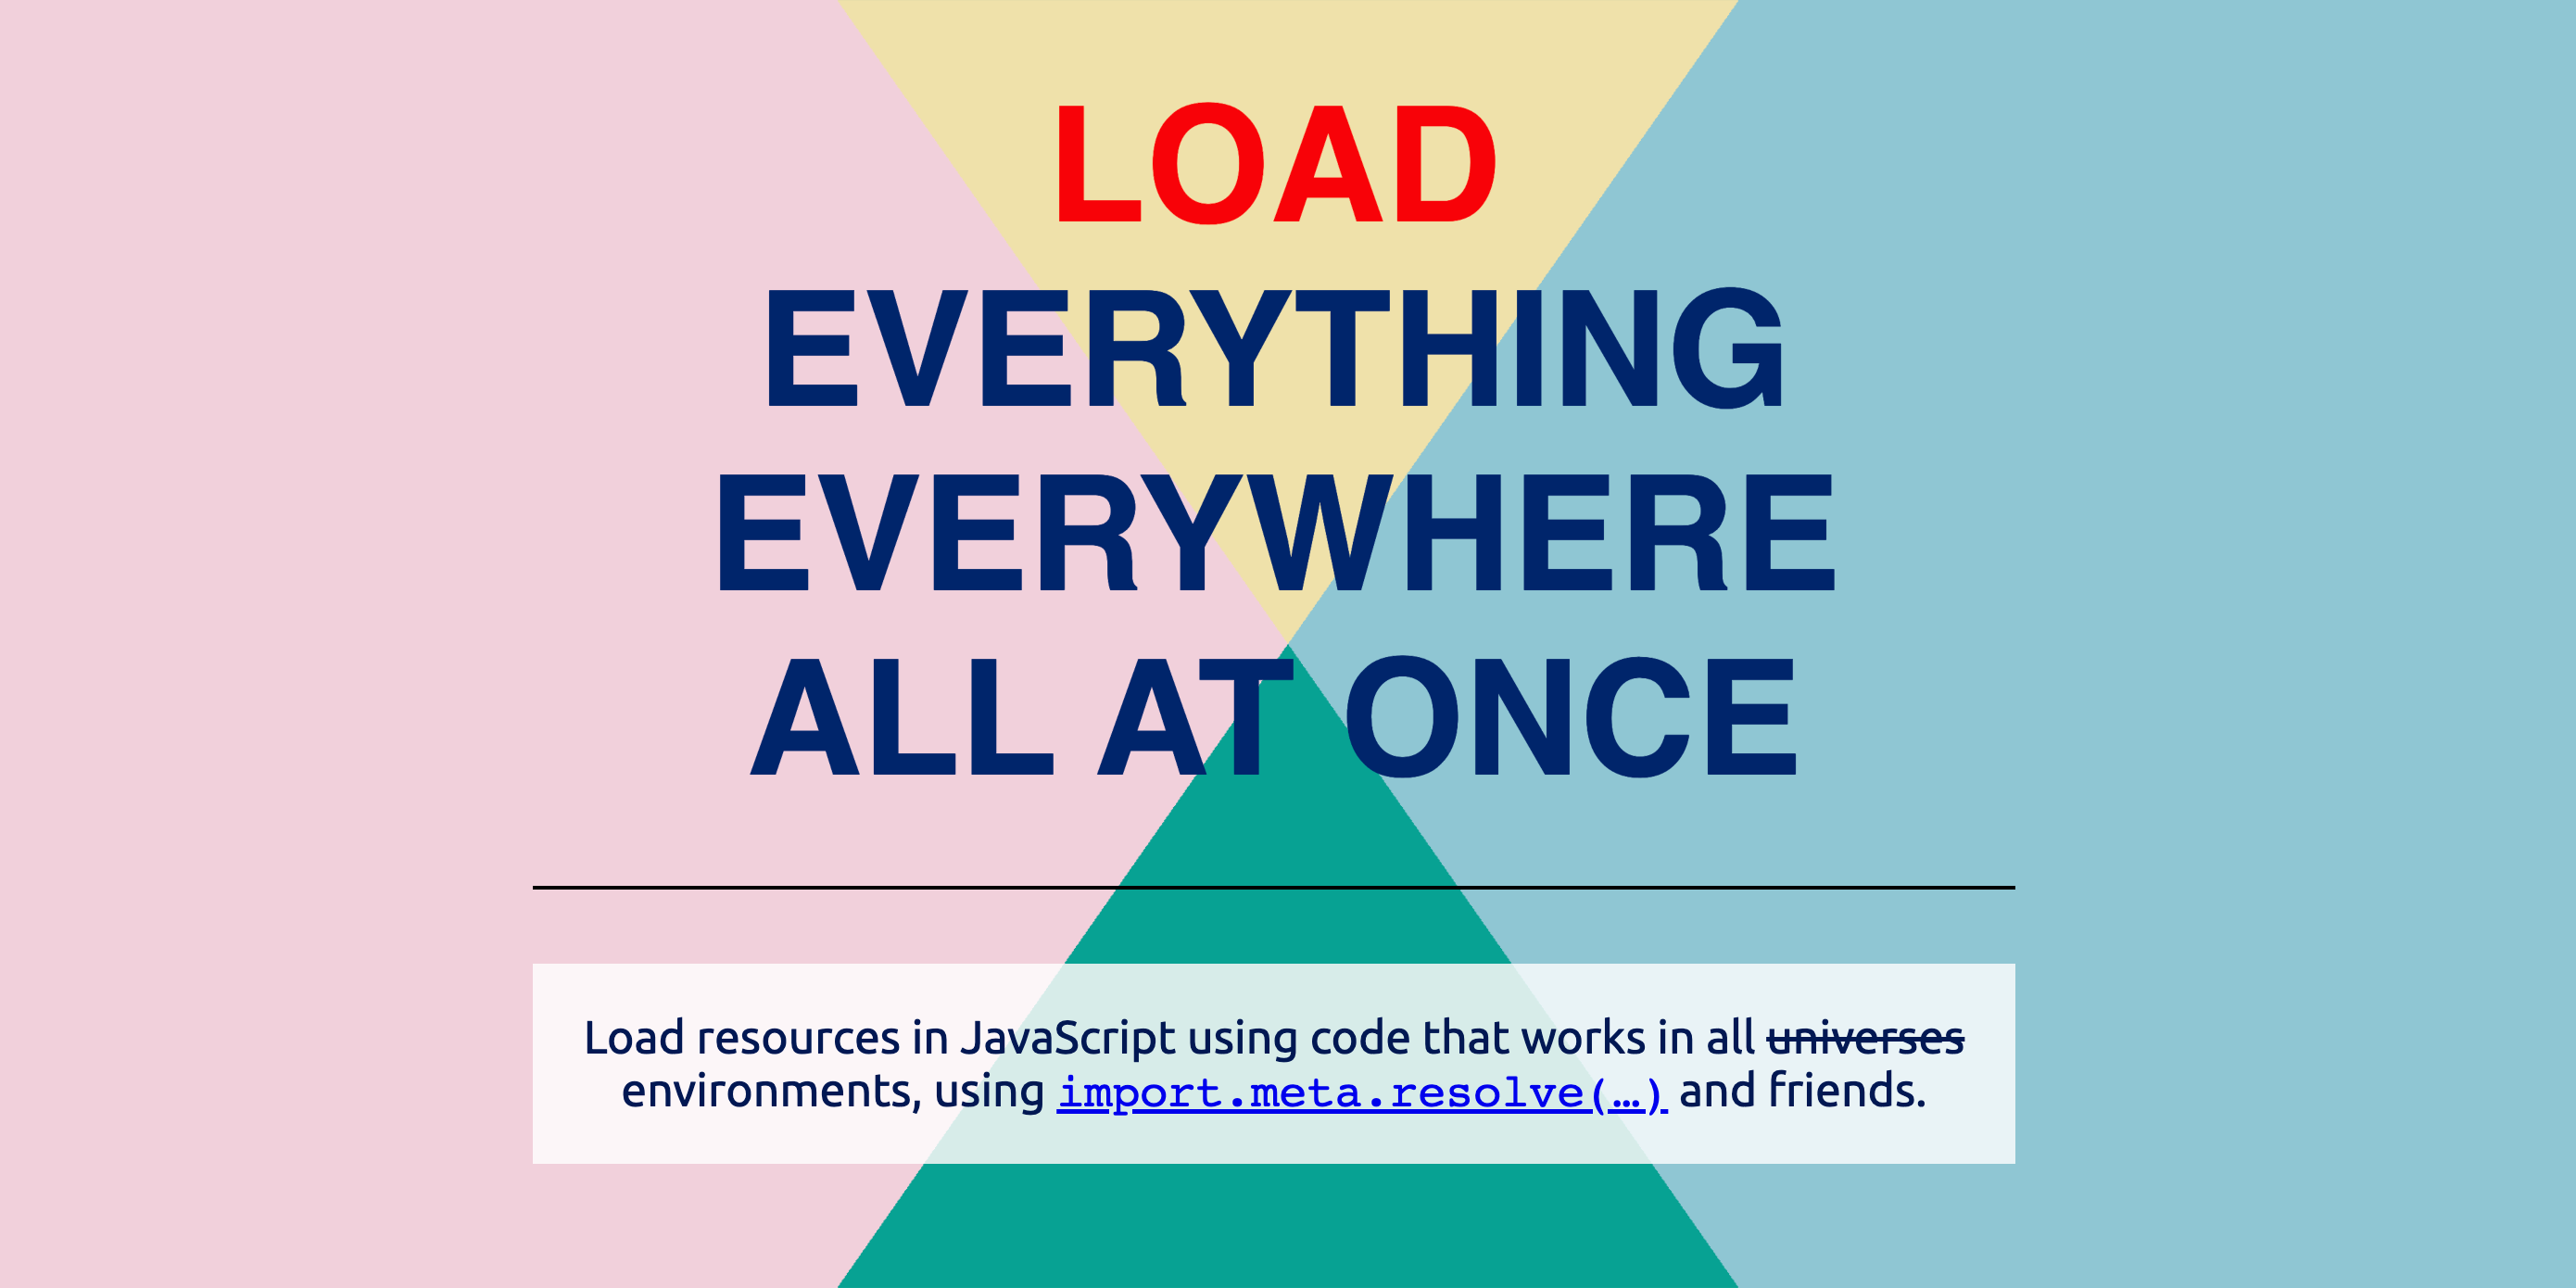 LOAD
EVERYTHING
EVERYWHERE
ALL AT ONCE
Load resources in JavaScript using code that works in all universes
environments, using import.meta.resolve(…) and friends.